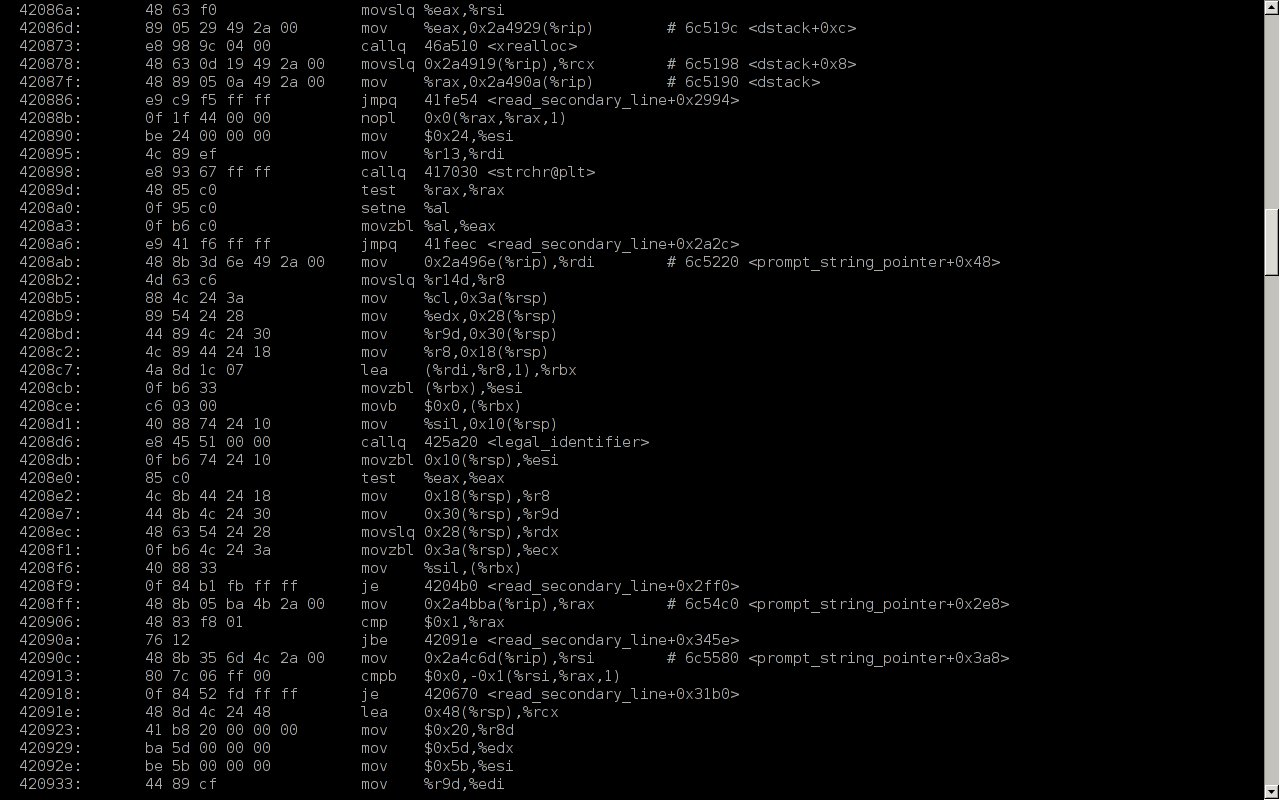 42086a: 48 63 f0 movslq %eax,%rsi
42086d: 89 05 29 49 2a 00 mov %eax,0x2a4929(%rip) # 6c519c <dstack+0xc>
420873: e8 98 9c 04 00 callq 46a510 <xrealloc>
420878: 48 63 0d 19 49 2a 00 movslq 0x2a4919(%rip),%rcx # 6c5198 <dstack+0x8>
42087f: 48 89 05 0a 49 2a 00 mov %rax,0x2a490a(%rip) # 6c5190 <dstack>
420886: e9 c9 f5 ff ff jmpq 41fe54 <read_secondary_line+0x2994>
42088b: 0f 1f 44 00 00 nopl 0x0(%rax,%rax,1)
420890: be 24 00 00 00 mov $0x24,%esi
420895: 4c 89 ef mov %r13,%rdi
420898: e8 93 67 ff ff callq 417030 <strchr@plt>
42089d: 48 85 c0 test %rax,%rax
4208a0: 0f 95 c0 setne %al
4208a3: 0f b6 c0 movzbl %al,%eax
4208a6: e9 41 f6 ff ff jmpq 41feec <read_secondary_line+0x2a2c>
4208ab: 48 8b 3d 6e 49 2a 00 mov 0x2a496e(%rip),%rdi # 6c5220 <prompt_string_pointer+0x48>
4208b2: 4d 63 c6 movslq %r14d,%r8
4208b5: 88 4c 24 3a mov %cl,0x3a(%rsp)
4208b9: 89 54 24 28 mov %edx,0x28(%rsp)
4208bd: 44 89 4c 24 30 mov %r9d,0x30(%rsp)
4208c2: 4c 89 44 24 18 mov %r8,0x18(%rsp)
4208c7: 4a 8d 1c 07 lea (%rdi,%r8,1),%rbx
4208cb: 0f b6 33 movzbl (%rbx),%esi
4208ce: c6 03 00 movb $0x0,(%rbx)
4208d1: 40 88 74 24 10 mov %sil,0x10(%rsp)
4208d6: e8 45 51 00 00 callq 425a20 <legal_identifier>
4208db: 0f b6 74 24 10 movzbl 0x10(%rsp),%esi
4208e0: 85 c0 test %eax,%eax
4208e2: 4c 8b 44 24 18 mov 0x18(%rsp),%r8
4208e7: 44 8b 4c 24 30 mov 0x30(%rsp),%r9d
4208ec: 48 63 54 24 28 movslq 0x28(%rsp),%rdx
4208f1: 0f b6 4c 24 3a movzbl 0x3a(%rsp),%ecx
4208f6: 40 88 33 mov %sil,(%rbx)
4208f9: 0f 84 b1 fb ff ff je 4204b0 <read_secondary_line+0x2ff0>
4208ff: 48 8b 05 ba 4b 2a 00 mov 0x2a4bba(%rip),%rax # 6c54c0 <prompt_string_pointer+0x2e8>
420906: 48 83 f8 01 cmp $0x1,%rax
42090a: 76 12 jbe 42091e <read_secondary_line+0x345e>
42090c: 48 8b 35 6d 4c 2a 00 mov 0x2a4c6d(%rip),%rsi # 6c5580 <prompt_string_pointer+0x3a8>
420913: 80 7c 06 ff 00 cmpb $0x0,-0x1(%rsi,%rax,1)
420918: 0f 84 52 fd ff ff je 420670 <read_secondary_line+0x31b0>
42091e: 48 8d 4c 24 48 lea 0x48(%rsp),%rcx
420923: 41 b8 20 00 00 00 mov $0x20,%r8d
420929: ba 5d 00 00 00 mov $0x5d,%edx
42092e: be 5b 00 00 00 mov $0x5b,%esi
420933: 44 89 cf mov %r9d,%edi